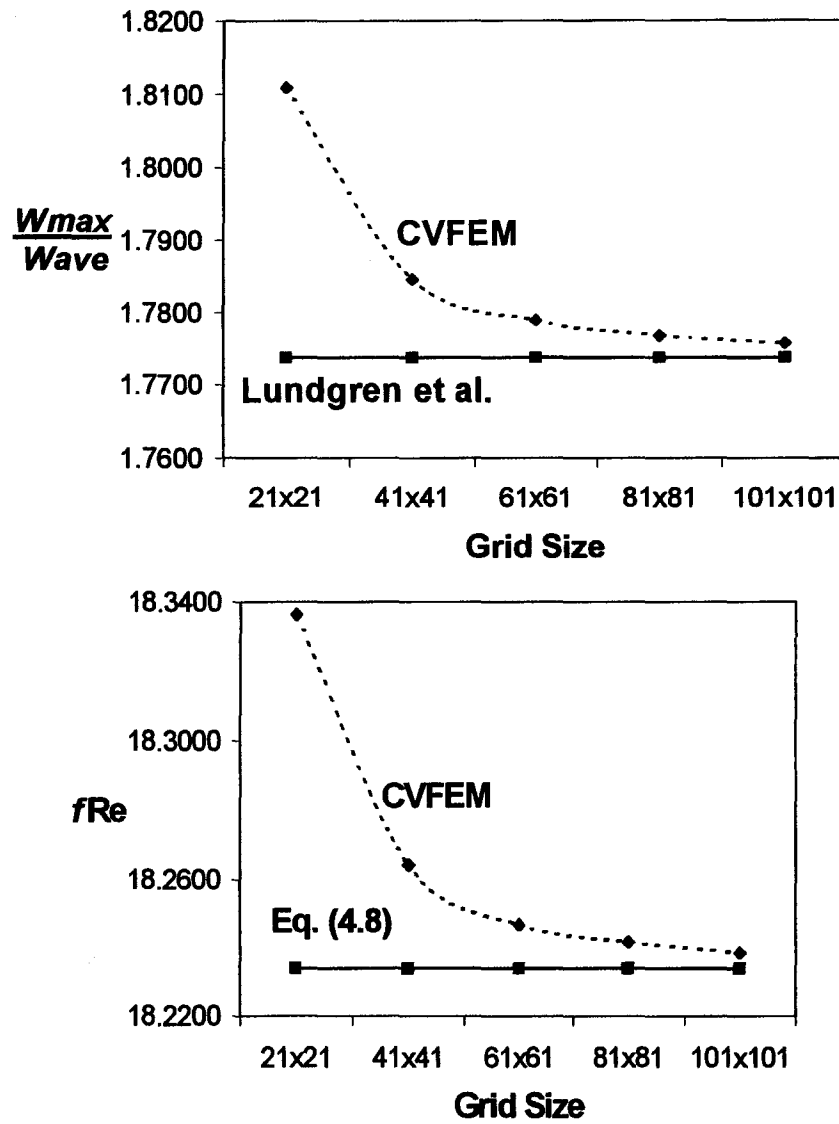 1.8200
1.8100
1.8000
1.7900
1.7800
1.7700
1.7600
Wmax
Wave
CVFEM
Lundgren et al.
21x21 41x41 61x61 81x81 101x101
Grid Size
18.3400
18.3000
18.2600
18.2200
fRe
CVFEM
Eq. (4.8)
21x21 41x41 61x61 81x81 101x101
Grid Size